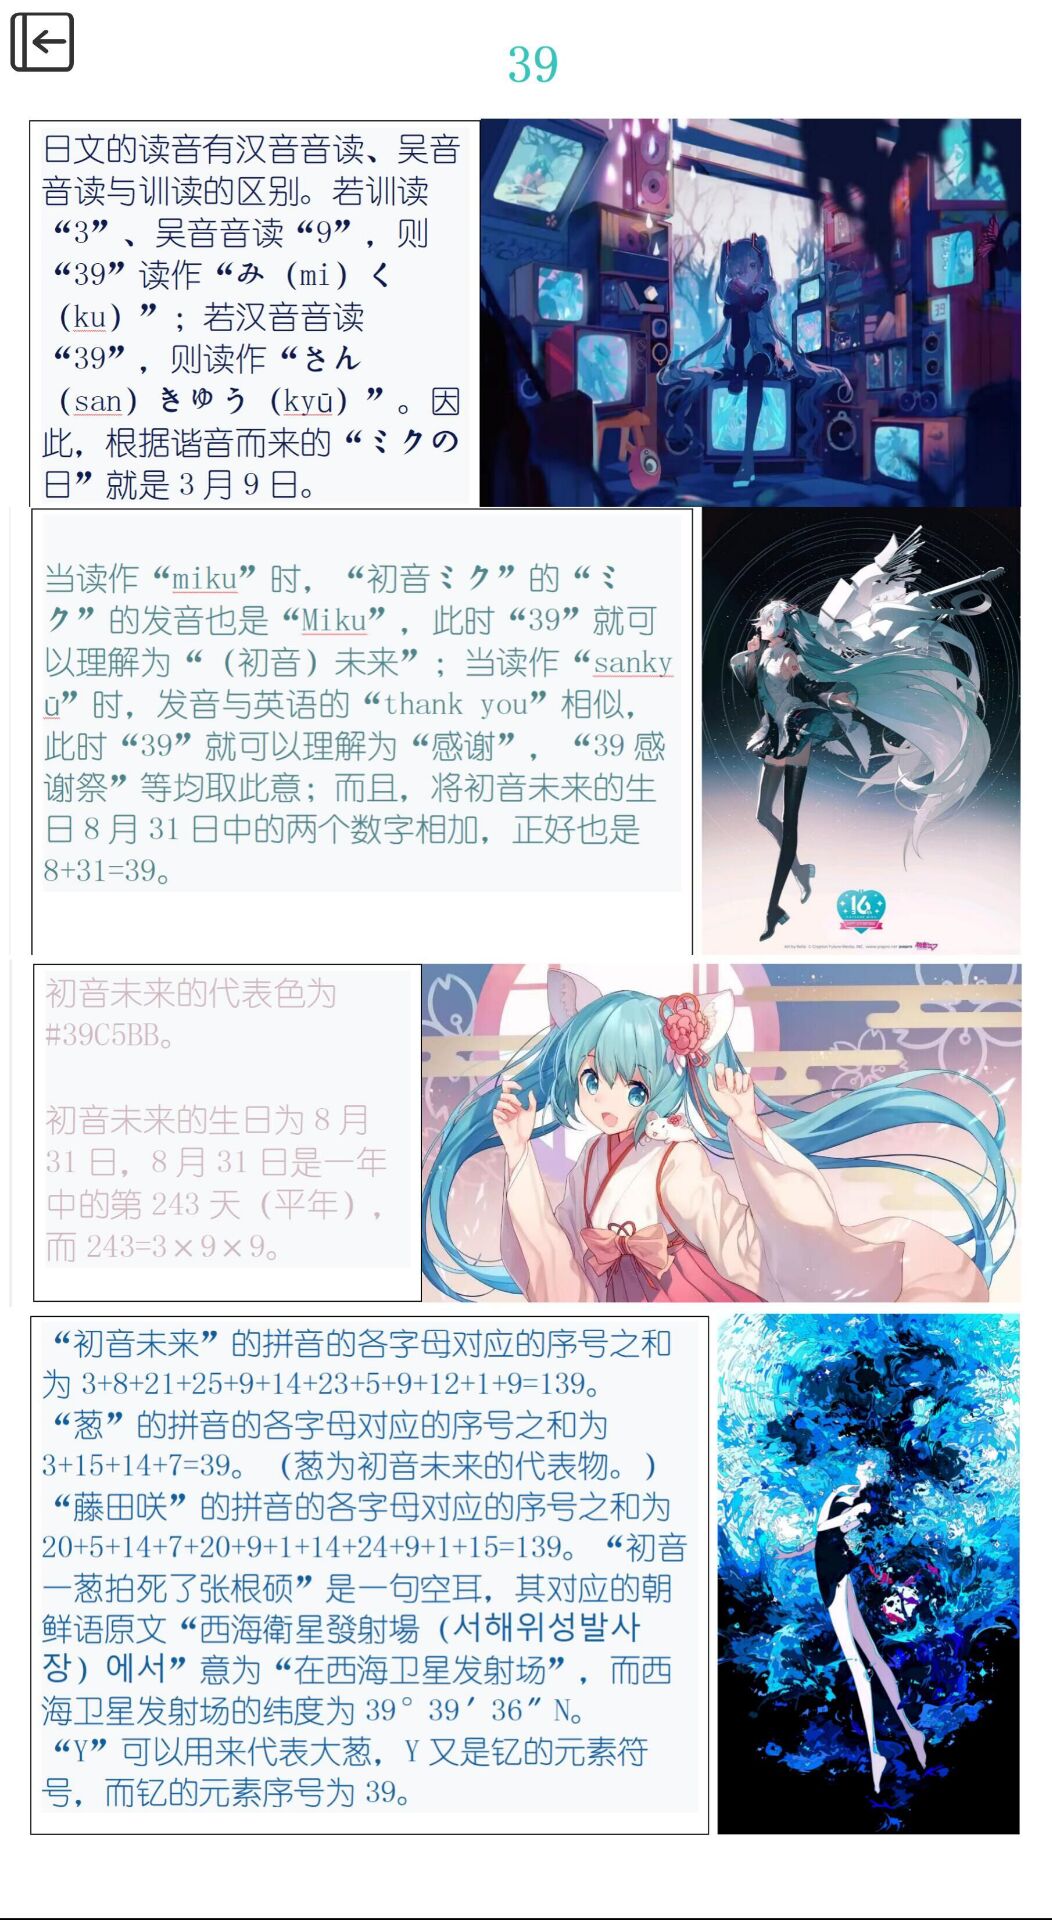 39
日文的读音有汉音音读、吴音
音读与训读的区别。若训读
“3”、吴音音读“9”，则
“39”读作“み（mi）く
（ku）”；若汉音音读
“39”，则读作“さん
（san）きゅう（kyū）”。因
此，根据谐音而来的“ミクの
日”就是 3 月 9 日。
当读作“miku”时，“初音ミク”的“ミ
ク”的发音也是“Miku”，此时“39”就可
以理解为“（初音）未来”；当读作“sanky
ū”时，发音与英语的“thank you”相似，
此时“39”就可以理解为“感谢”，“39 感
谢祭”等均取此意；而且，将初音未来的生
日 8 月 31 日中的两个数字相加，正好也是
8+31=39。
16
初音未来的代表色为
#39C5BB。
初音未来的生日为 8 月
31 日，8 月 31 日是一年
中的第 243 天（平年），
而 243=3×9×9。
“初音未来”的拼音的各字母对应的序号之和
为 3+8+21+25+9+14+23+5+9+12+1+9=139。
“葱”的拼音的各字母对应的序号之和为
3+15+14+7=39。（葱为初音未来的代表物。）
“藤田咲”的拼音的各字母对应的序号之和为
20+5+14+7+20+9+1+14+24+9+1+15=139。“初音
一葱拍死了张根硕”是一句空耳，其对应的朝
鲜语原文“西海衛星發射場（서해위성발사
장）에서”意为“在西海卫星发射场”，而西
海卫星发射场的纬度为 39°39′36″N。
“Y”可以用来代表大葱，Y 又是钇的元素符
号，而钇的元素序号为 39。